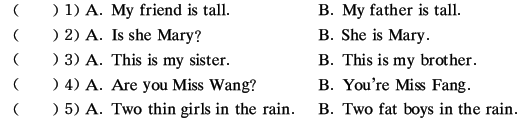 (　　) 1) A. My friend is tall.　　B. My father is tall.
(　　) 2) A. Is she Mary?　　B. She is Mary.
(　　) 3) A. This is my sister.　　B. This is my brother.
(　　) 4) A. Are you Miss Wang?　　B. You're Miss Fang.
(　　) 5) A. Two thin girls in the rain.　　B. Two fat boys in the rain.